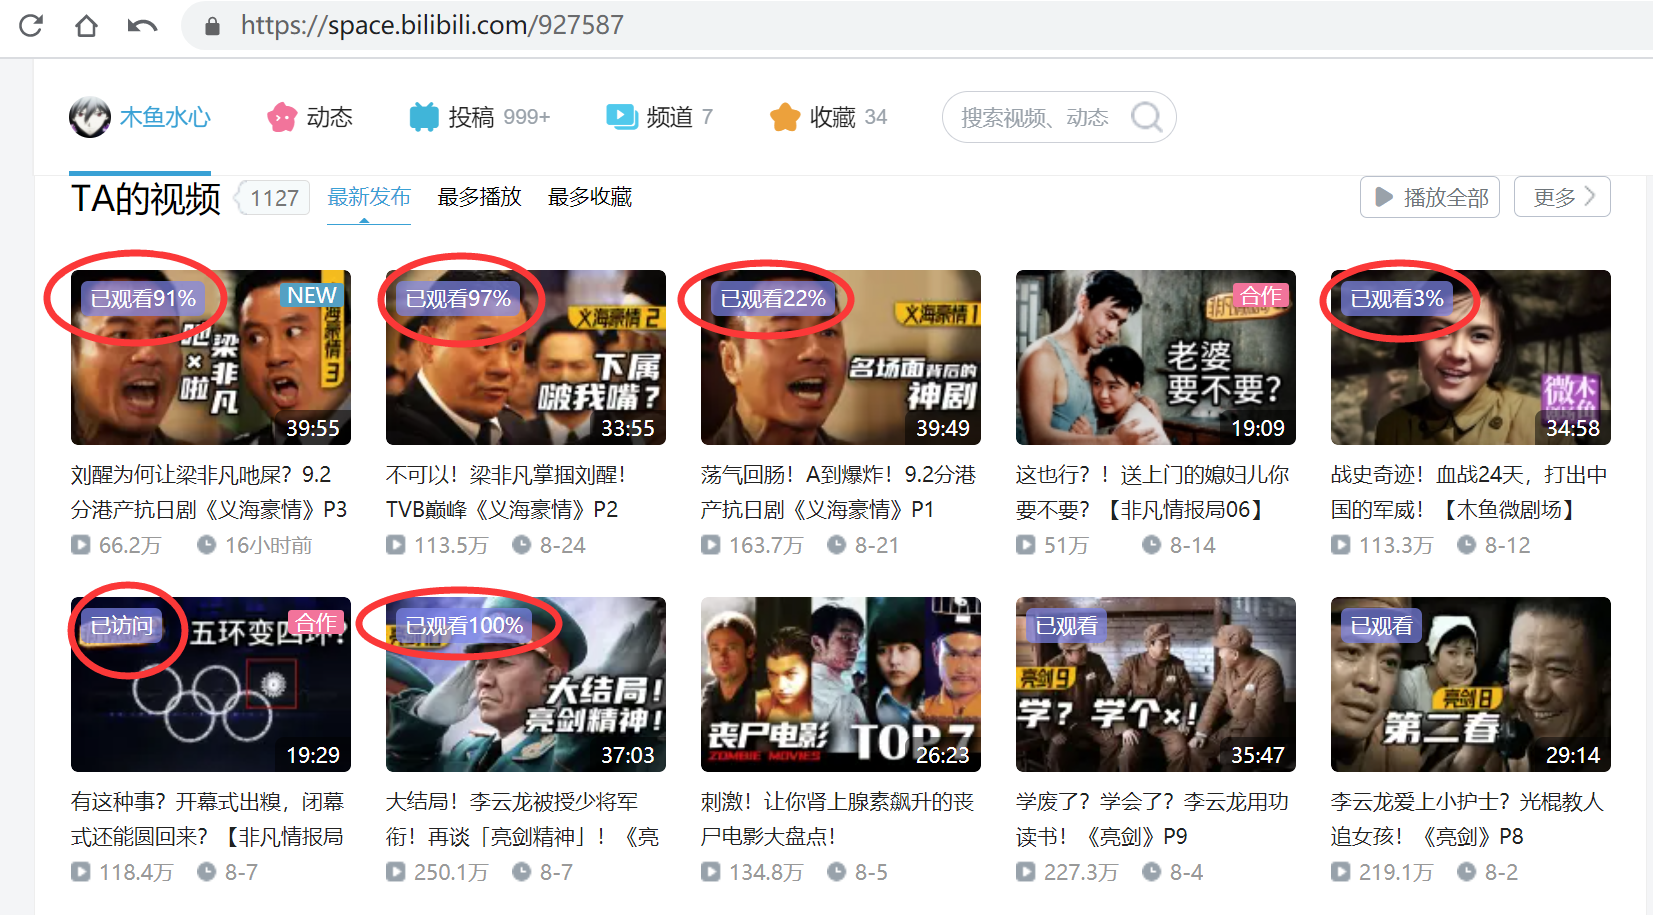 https://space.bilibili.com/927587
木鱼水心
动态
投稿 999+
频道 7
收藏 34
搜索视频、动态
TA的视频
1127
最新发布
最多播放
最多收藏
播放全部
更多
已观看91%
NEW
义海豪情3
吔梁非凡
×啦
39:55
已观看97%
义海豪情2
下属
啵我嘴？
33:55
已观看22%
义海豪情1
名场面背后的
神剧
39:49
合作
老婆
要不要？
19:09
已观看3%
微木
鱼
34:58
刘醒为何让梁非凡吔屎？9.2
分港产抗日剧《义海豪情》P3
66.2万
16小时前
不可以！梁非凡掌掴刘醒！
TVB巅峰《义海豪情》P2
113.5万
8-24
荡气回肠！A到爆炸！9.2分港
产抗日剧《义海豪情》P1
163.7万
8-21
这也行？！送上门的媳妇儿你
要不要？【非凡情报局06】
51万
8-14
战史奇迹！血战24天，打出中
国的军威！【木鱼微剧场】
113.3万
8-12
已访问
合作
五环变四环?
19:29
已观看100%
大结局！
亮剑精神！
37:03
丧尸电影
ZOMBIE MOVIES
TOP 7
26:23
已观看
亮剑9
学？学个×！
35:47
已观看
亮剑8
第二春
29:14
有这种事？开幕式出糗，闭幕
式还能圆回来？【非凡情报局
118.4万
8-7
大结局！李云龙被授少将军
衔！再谈「亮剑精神」！《亮
250.1万
8-7
刺激！让你肾上腺素飙升的丧
尸电影大盘点！
134.8万
8-5
学废了？学会了？李云龙用功
读书！《亮剑》P9
227.3万
8-4
李云龙爱上小护士？光棍教人
追女孩！《亮剑》P8
219.1万
8-2